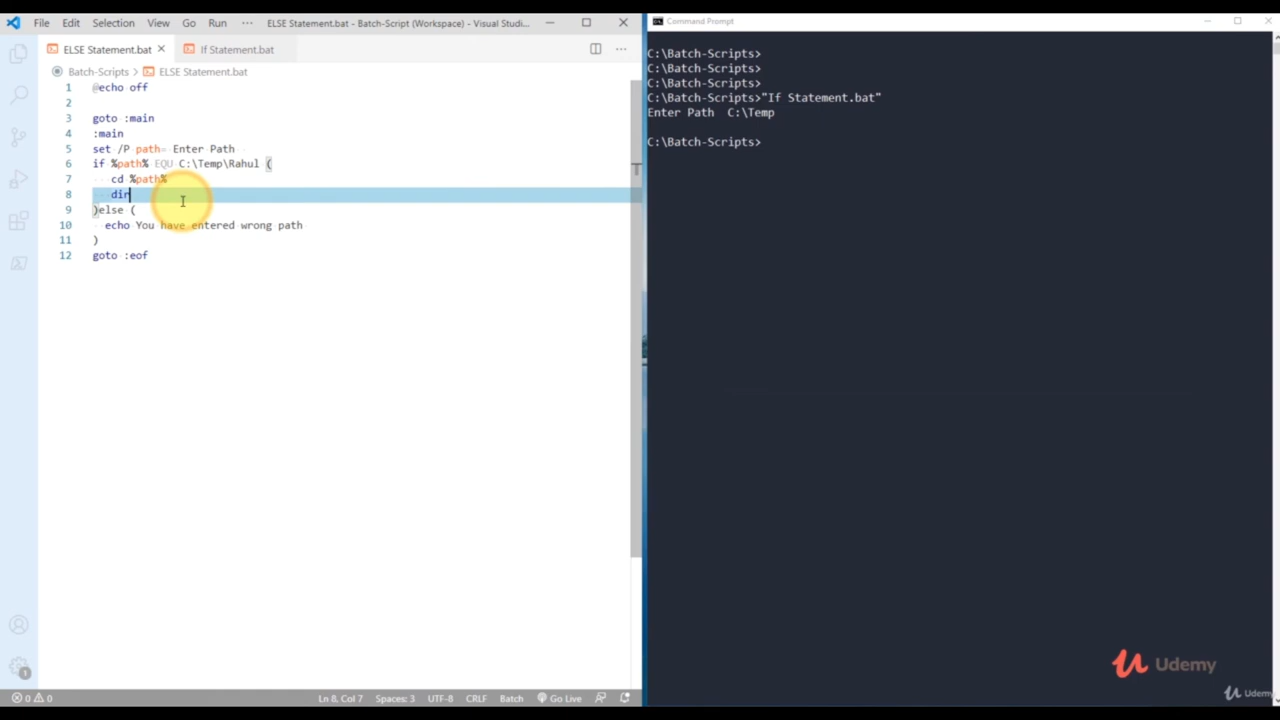 File Edit Selection View Go Run ··· ELSE Statement.bat - Batch-Script (Workspace) - Visual Studi...
ELSE Statement.bat If Statement.bat
Batch-Scripts > ELSE Statement.bat
1 @echo off
2
3 goto :main
4 :main
5 set /P path= Enter Path
6 if %path% EQU C:\Temp\Rahul (
7 cd %path%
8 dir
9 )else (
10 echo You have entered wrong path
11 )
12 goto :eof
1
0 0 Ln 8, Col 7 Spaces: 3 UTF-8 CRLF Batch Go Live
Command Prompt
C:\Batch-Scripts>
C:\Batch-Scripts>
C:\Batch-Scripts>
C:\Batch-Scripts>"If Statement.bat"
Enter Path C:\Temp
C:\Batch-Scripts>
Udemy
Udemy